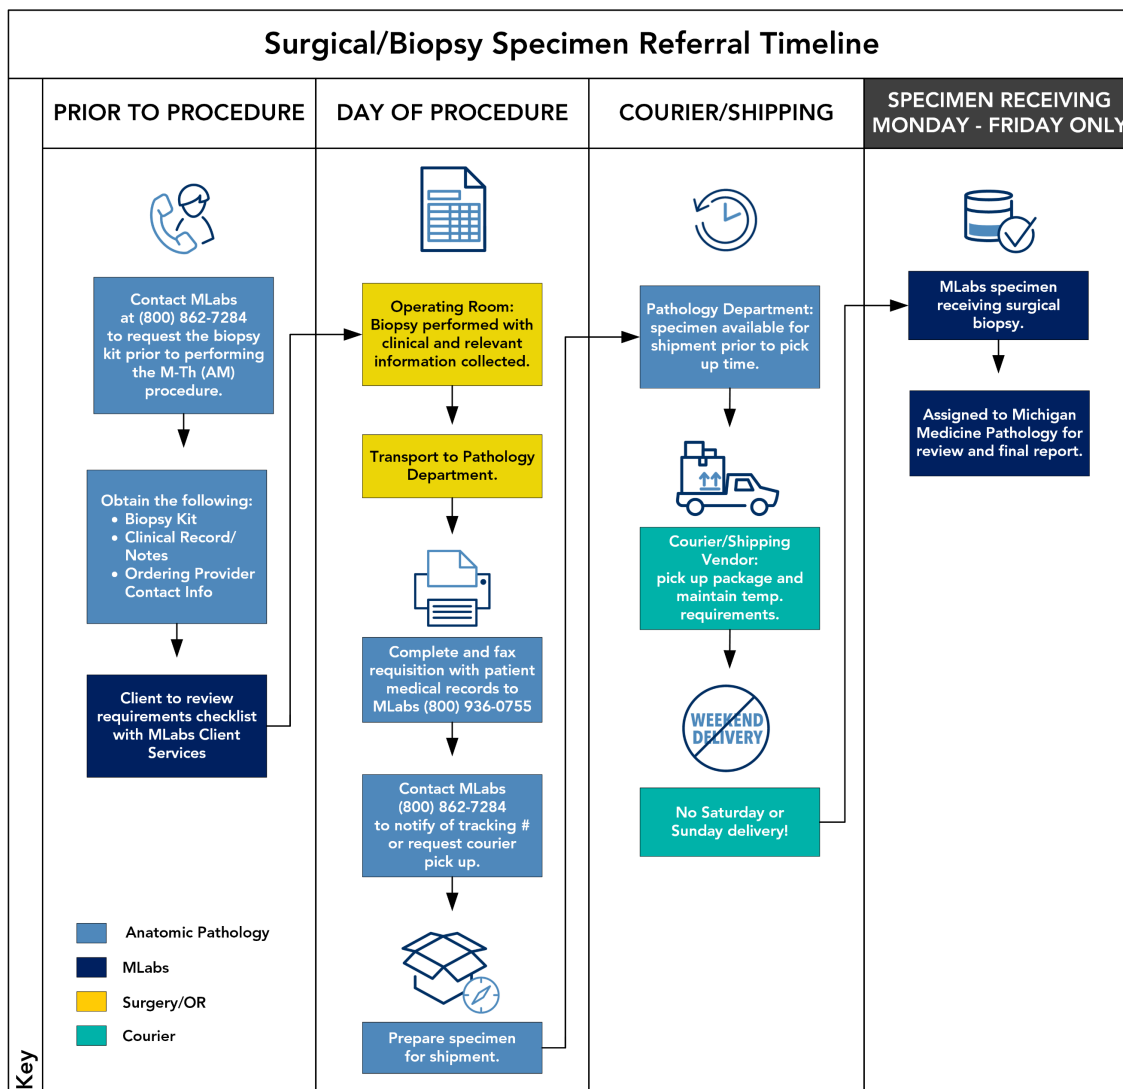 Surgical/Biopsy Specimen Referral Timeline
PRIOR TO PROCEDURE
Contact MLabs
at (800) 862-7284
to request the biopsy
kit prior to performing
the M-Th (AM)
procedure.
Obtain the following:
• Biopsy Kit
• Clinical Record/
Notes
• Ordering Provider
Contact Info
Client to review
requirements checklist
with MLabs Client
Services
DAY OF PROCEDURE
Operating Room:
Biopsy performed with
clinical and relevant
information collected.
Transport to Pathology
Department.
Complete and fax
requisition with patient
medical records to
MLabs (800) 936-0755
Contact MLabs
(800) 862-7284
to notify of tracking #
or request courier
pick up.
Prepare specimen
for shipment.
COURIER/SHIPPING
Pathology Department:
specimen available for
shipment prior to pick
up time.
Courier/Shipping
Vendor:
pick up package and
maintain temp.
requirements.
WEEKEND
DELIVERY
No Saturday or
Sunday delivery!
SPECIMEN RECEIVING
MONDAY - FRIDAY ONLY
MLabs specimen
receiving surgical
biopsy.
Assigned to Michigan
Medicine Pathology for
review and final report.
Key
Anatomic Pathology
MLabs
Surgery/OR
Courier